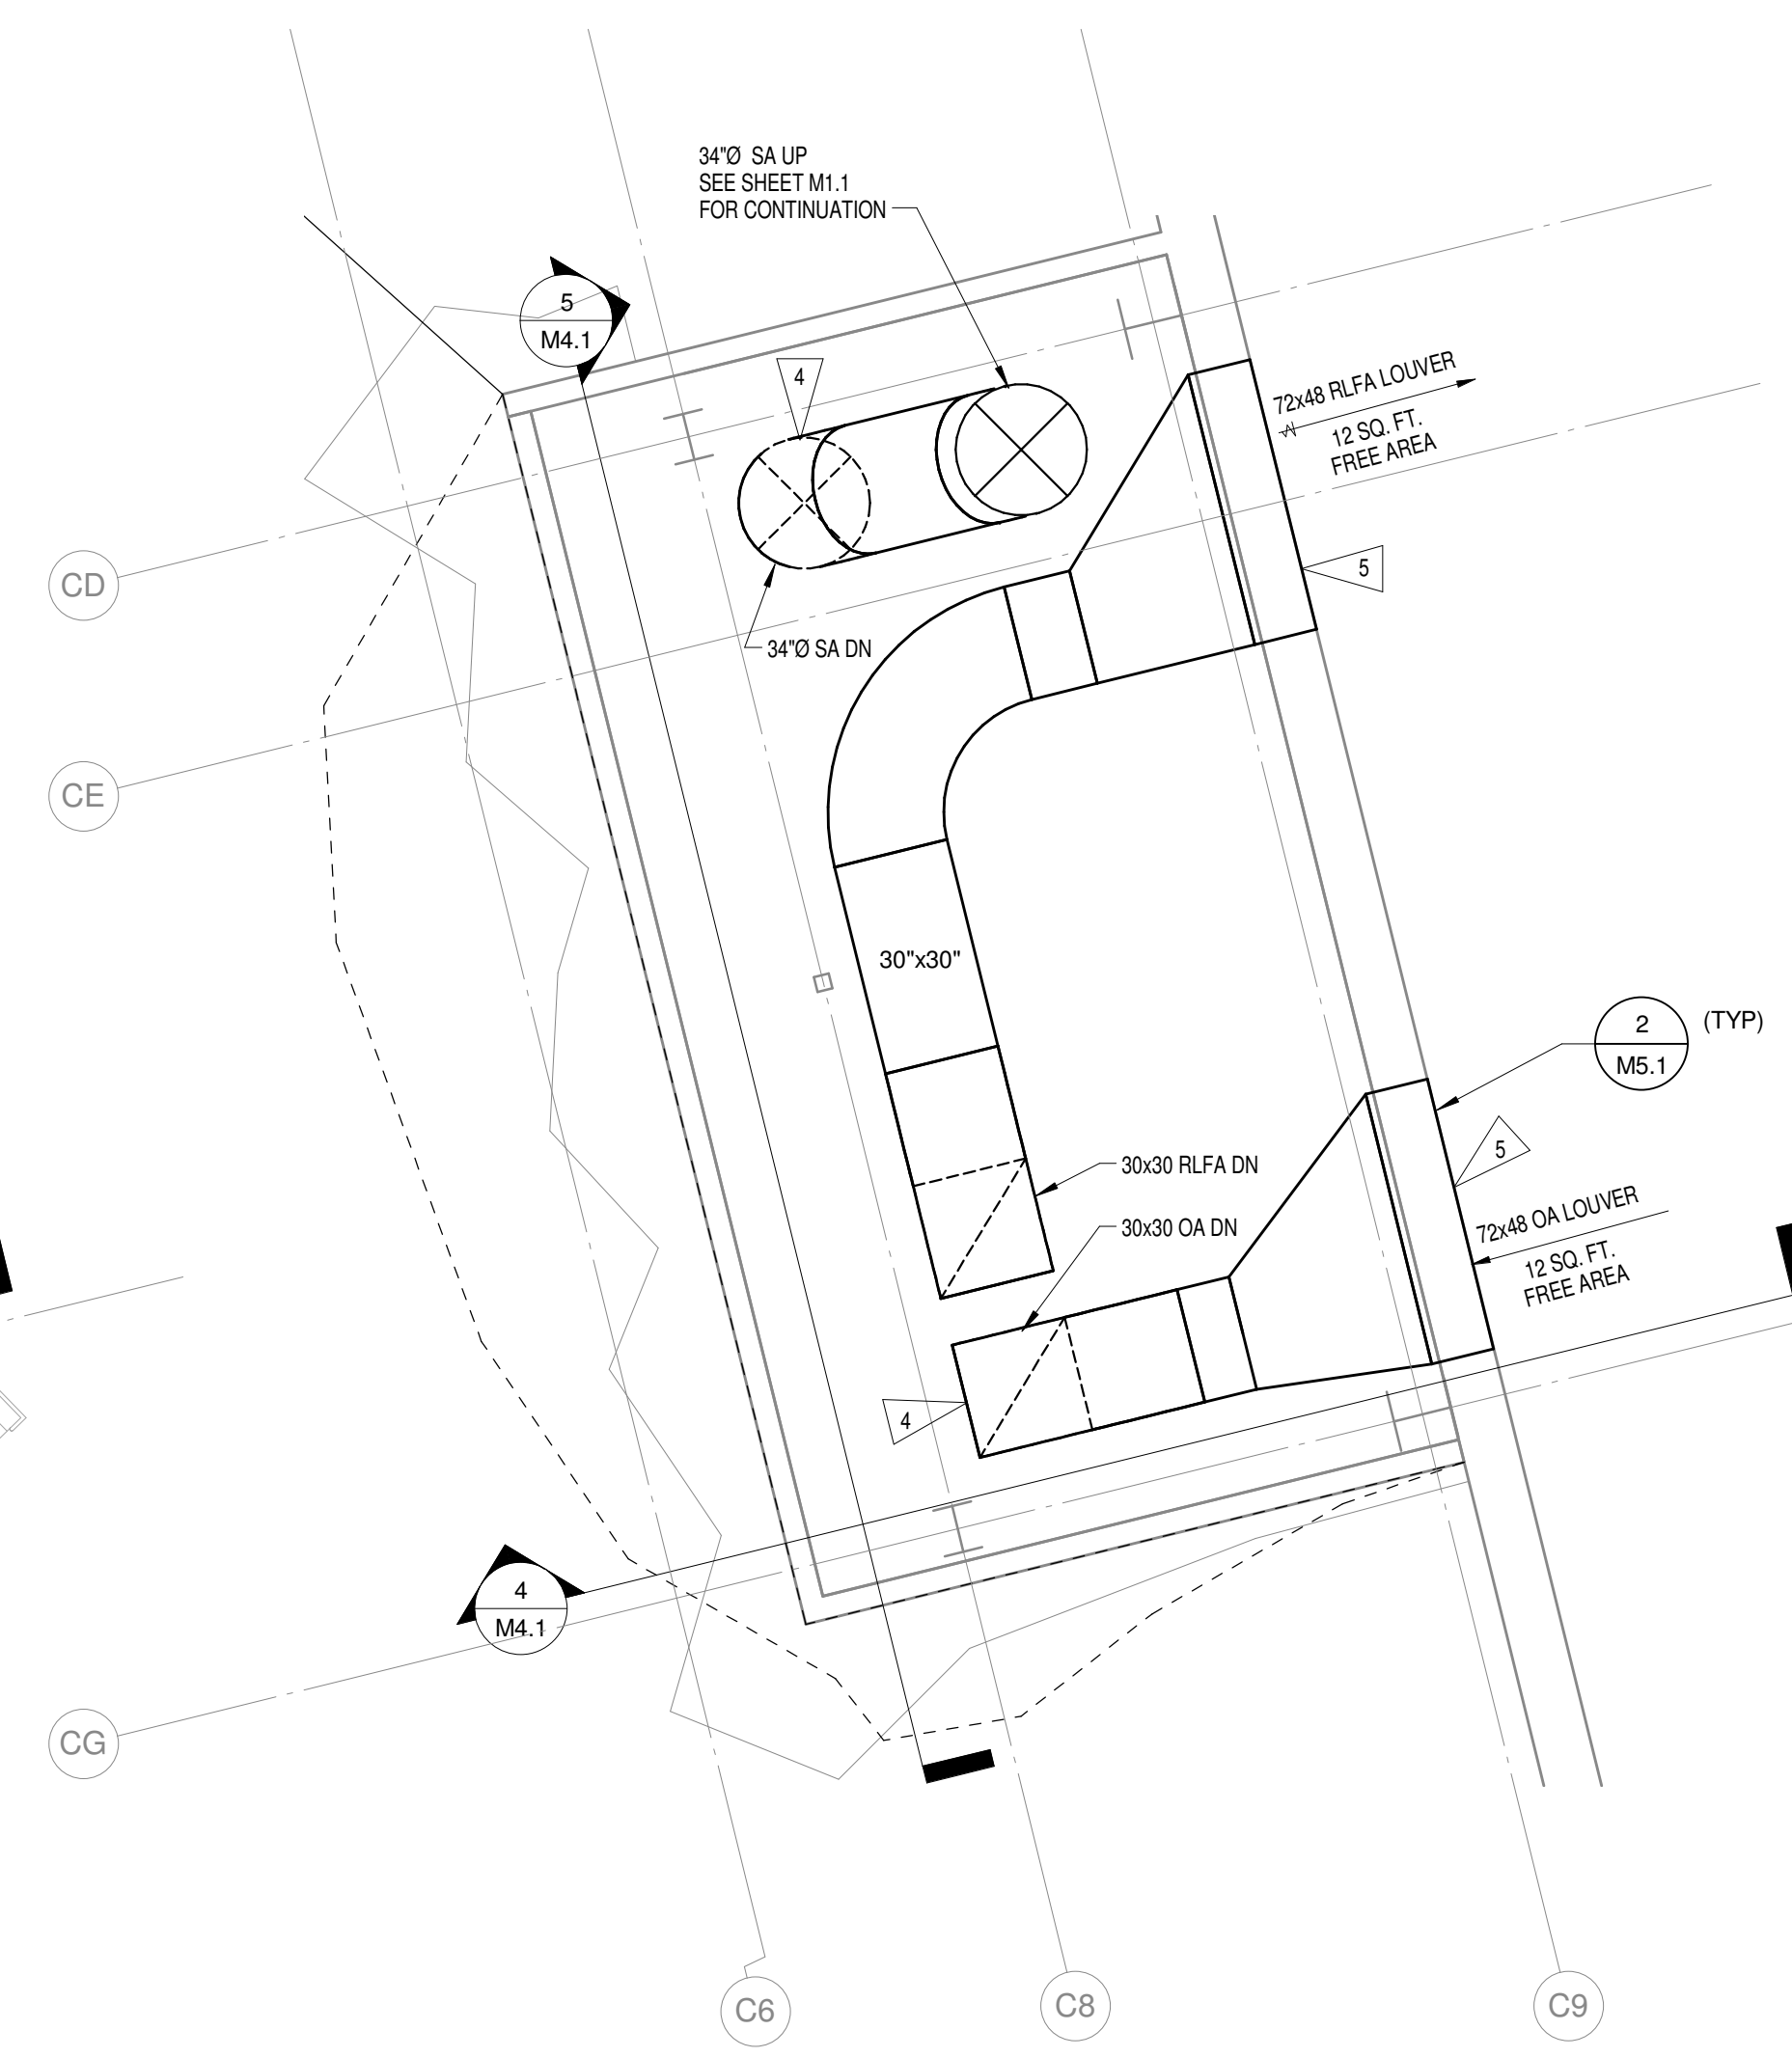 34"Ø SA UP
SEE SHEET M1.1
FOR CONTINUATION
5
M4.1
4
72x48 RLFA LOUVER
12 SQ. FT.
FREE AREA
5
CD
34"Ø SA DN
CE
30"x30"
2
M5.1
(TYP)
5
30x30 RLFA DN
30x30 OA DN
72x48 OA LOUVER
12 SQ. FT.
FREE AREA
4
4
M4.1
CG
C6
C8
C9